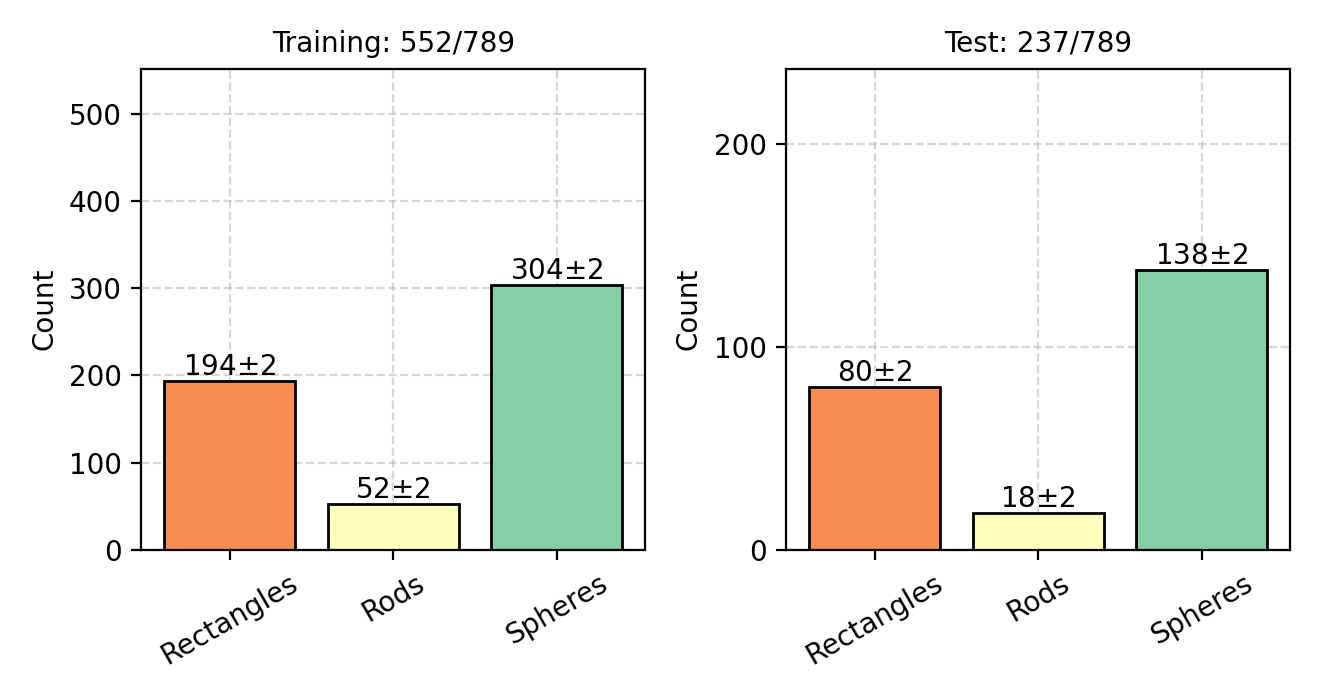 Training: 552/789
Count
500
400
300
200
100
0
194±2
52±2
304±2
Rectangles
Rods
Spheres
Test: 237/789
Count
200
100
0
80±2
18±2
138±2
Rectangles
Rods
Spheres